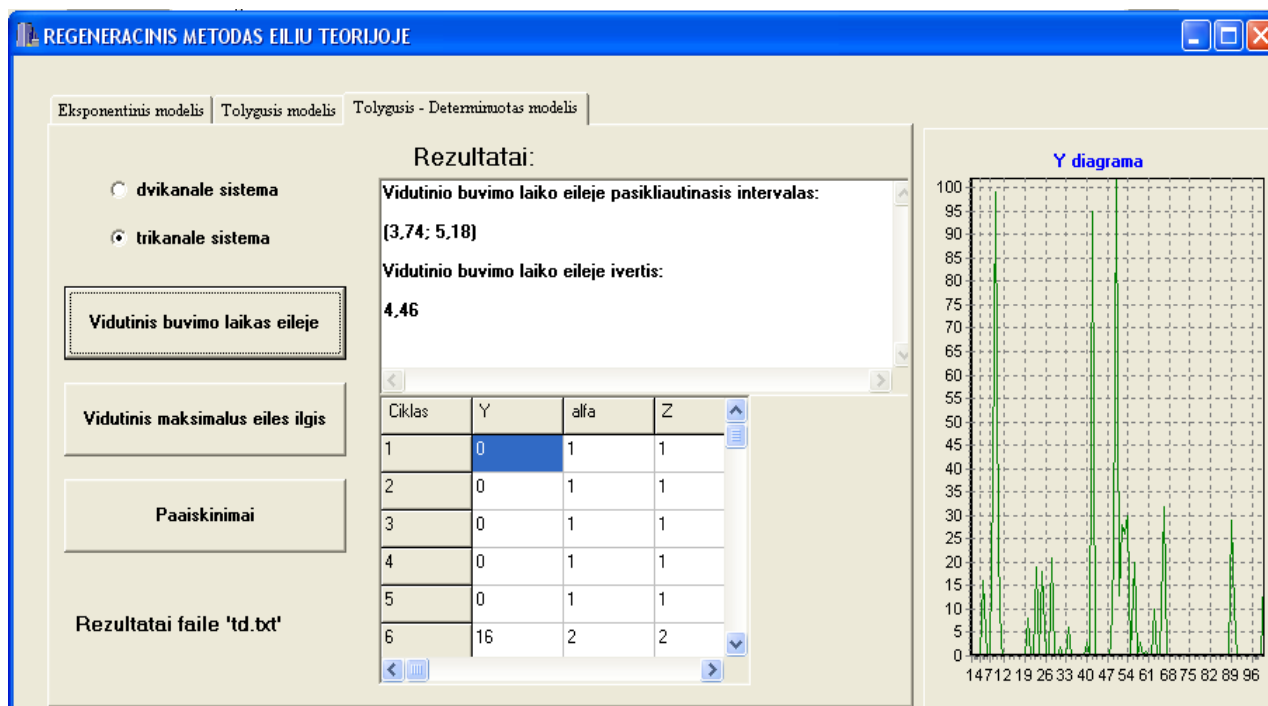 REGENERACINIS METODAS EILIU TEORIJOJE
Eksponentinis modelis
Tolygusis modelis
Tolygusis - Determinuotas modelis
dvikanale sistema
trikanale sistema
Vidutinis buvimo laikas eileje
Vidutinis maksimalus eiles ilgis
Paaiskinimai
Rezultatai faile 'td.txt'
Rezultatai:
Vidutinio buvimo laiko eileje pasikliautinasis intervalas:
(3,74; 5,18)
Vidutinio buvimo laiko eileje ivertis:
4,46
Ciklas Y alfa Z
1 0 1 1
2 0 1 1
3 0 1 1
4 0 1 1
5 0 1 1
6 16 2 2
Y diagrama
100
95
90
85
80
75
70
65
60
55
50
45
40
35
30
25
20
15
10
5
0
1 4 7 12 19 26 33 40 47 54 61 68 75 82 89 96